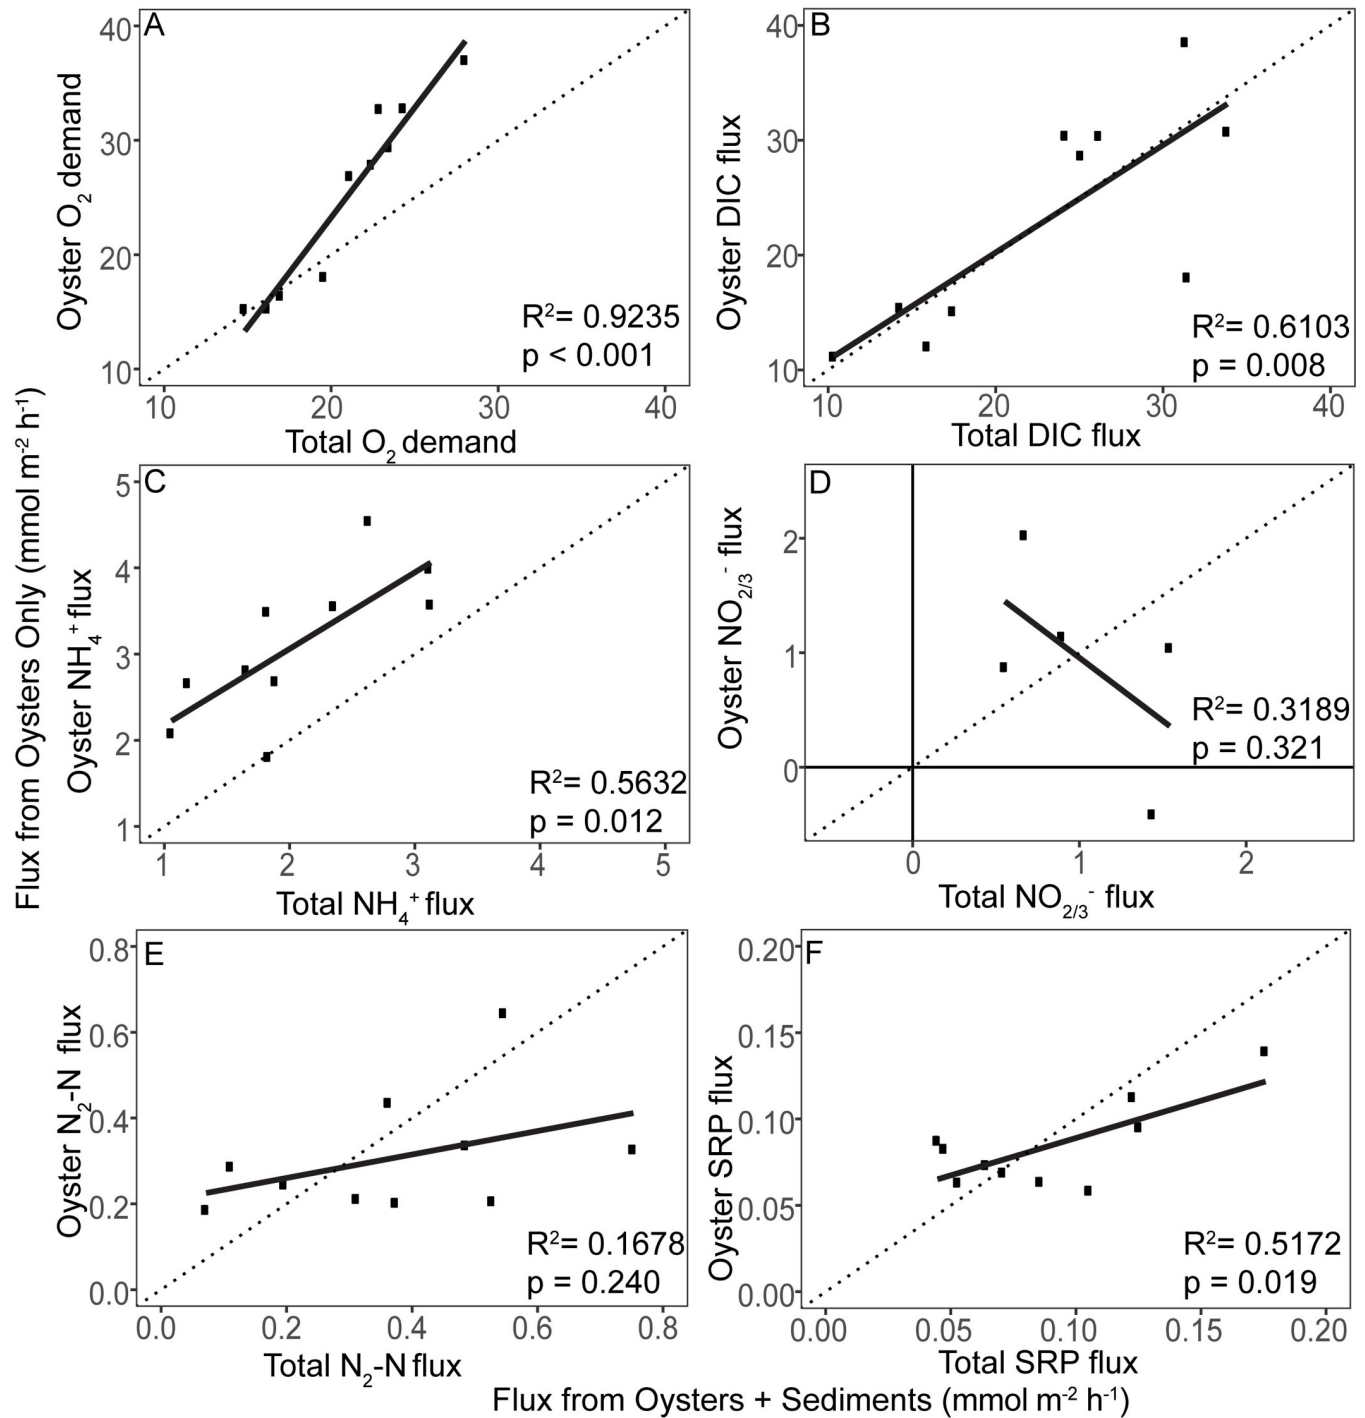 A
40
30
20
10
Oyster O₂ demand
R²= 0.9235
p < 0.001
10 20 30 40
Total O₂ demand
B
40
30
20
10
Oyster DIC flux
R²= 0.6103
p = 0.008
10 20 30 40
Total DIC flux
Flux from Oysters Only (mmol m⁻² h⁻¹)
C
5
4
3
2
1
Oyster NH₄⁺ flux
R²= 0.5632
p = 0.012
1 2 3 4 5
Total NH₄⁺ flux
D
2
1
0
Oyster NO₂/₃⁻ flux
R²= 0.3189
p = 0.321
0 1 2
Total NO₂/₃⁻ flux
E
0.8
0.6
0.4
0.2
0.0
Oyster N₂-N flux
R²= 0.1678
p = 0.240
0.0 0.2 0.4 0.6 0.8
Total N₂-N flux
F
0.20
0.15
0.10
0.05
0.00
Oyster SRP flux
R²= 0.5172
p = 0.019
0.00 0.05 0.10 0.15 0.20
Total SRP flux
Flux from Oysters + Sediments (mmol m⁻² h⁻¹)